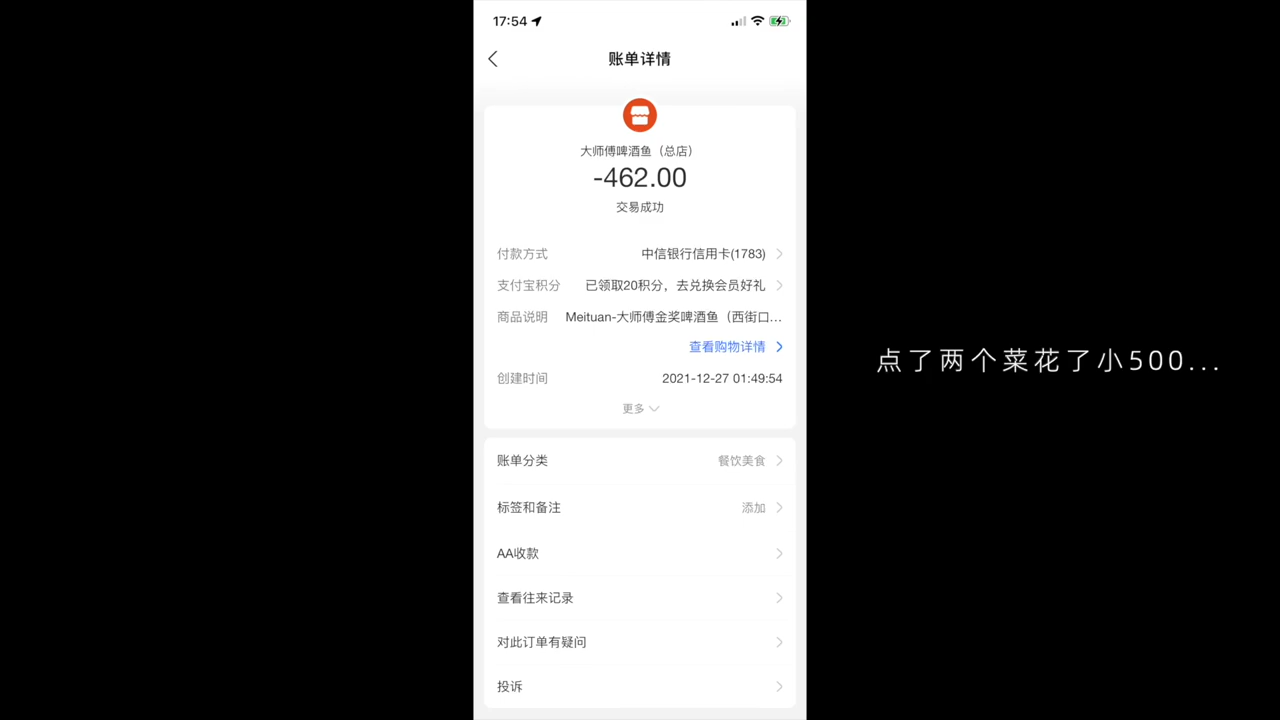 17:54
账单详情
大师傅啤酒鱼（总店）
-462.00
交易成功
付款方式 中信银行信用卡(1783)
支付宝积分 已领取20积分，去兑换会员好礼
商品说明 Meituan-大师傅金奖啤酒鱼（西街口...
查看购物详情
创建时间 2021-12-27 01:49:54
更多
账单分类 餐饮美食
标签和备注 添加
AA收款
查看往来记录
对此订单有疑问
投诉
点了两个菜花了小500...